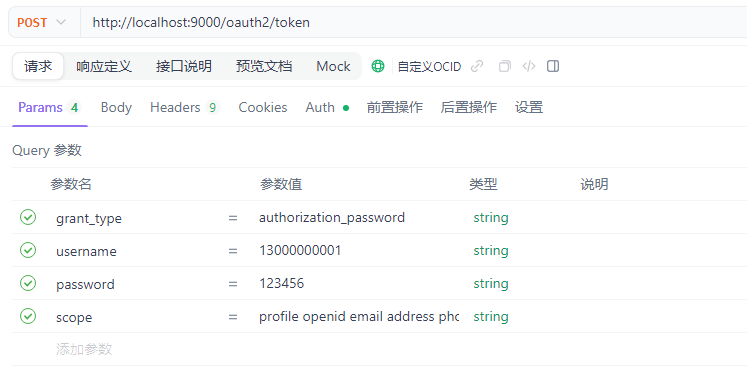 POST http://localhost:9000/oauth2/token
请求 响应定义 接口说明 预览文档 Mock 自定义OCID
Params 4 Body Headers 9 Cookies Auth 前置操作 后置操作 设置
Query 参数
参数名 参数值 类型 说明
grant_type = authorization_password string
username = 13000000001 string
password = 123456 string
scope = profile openid email address pho string
添加参数